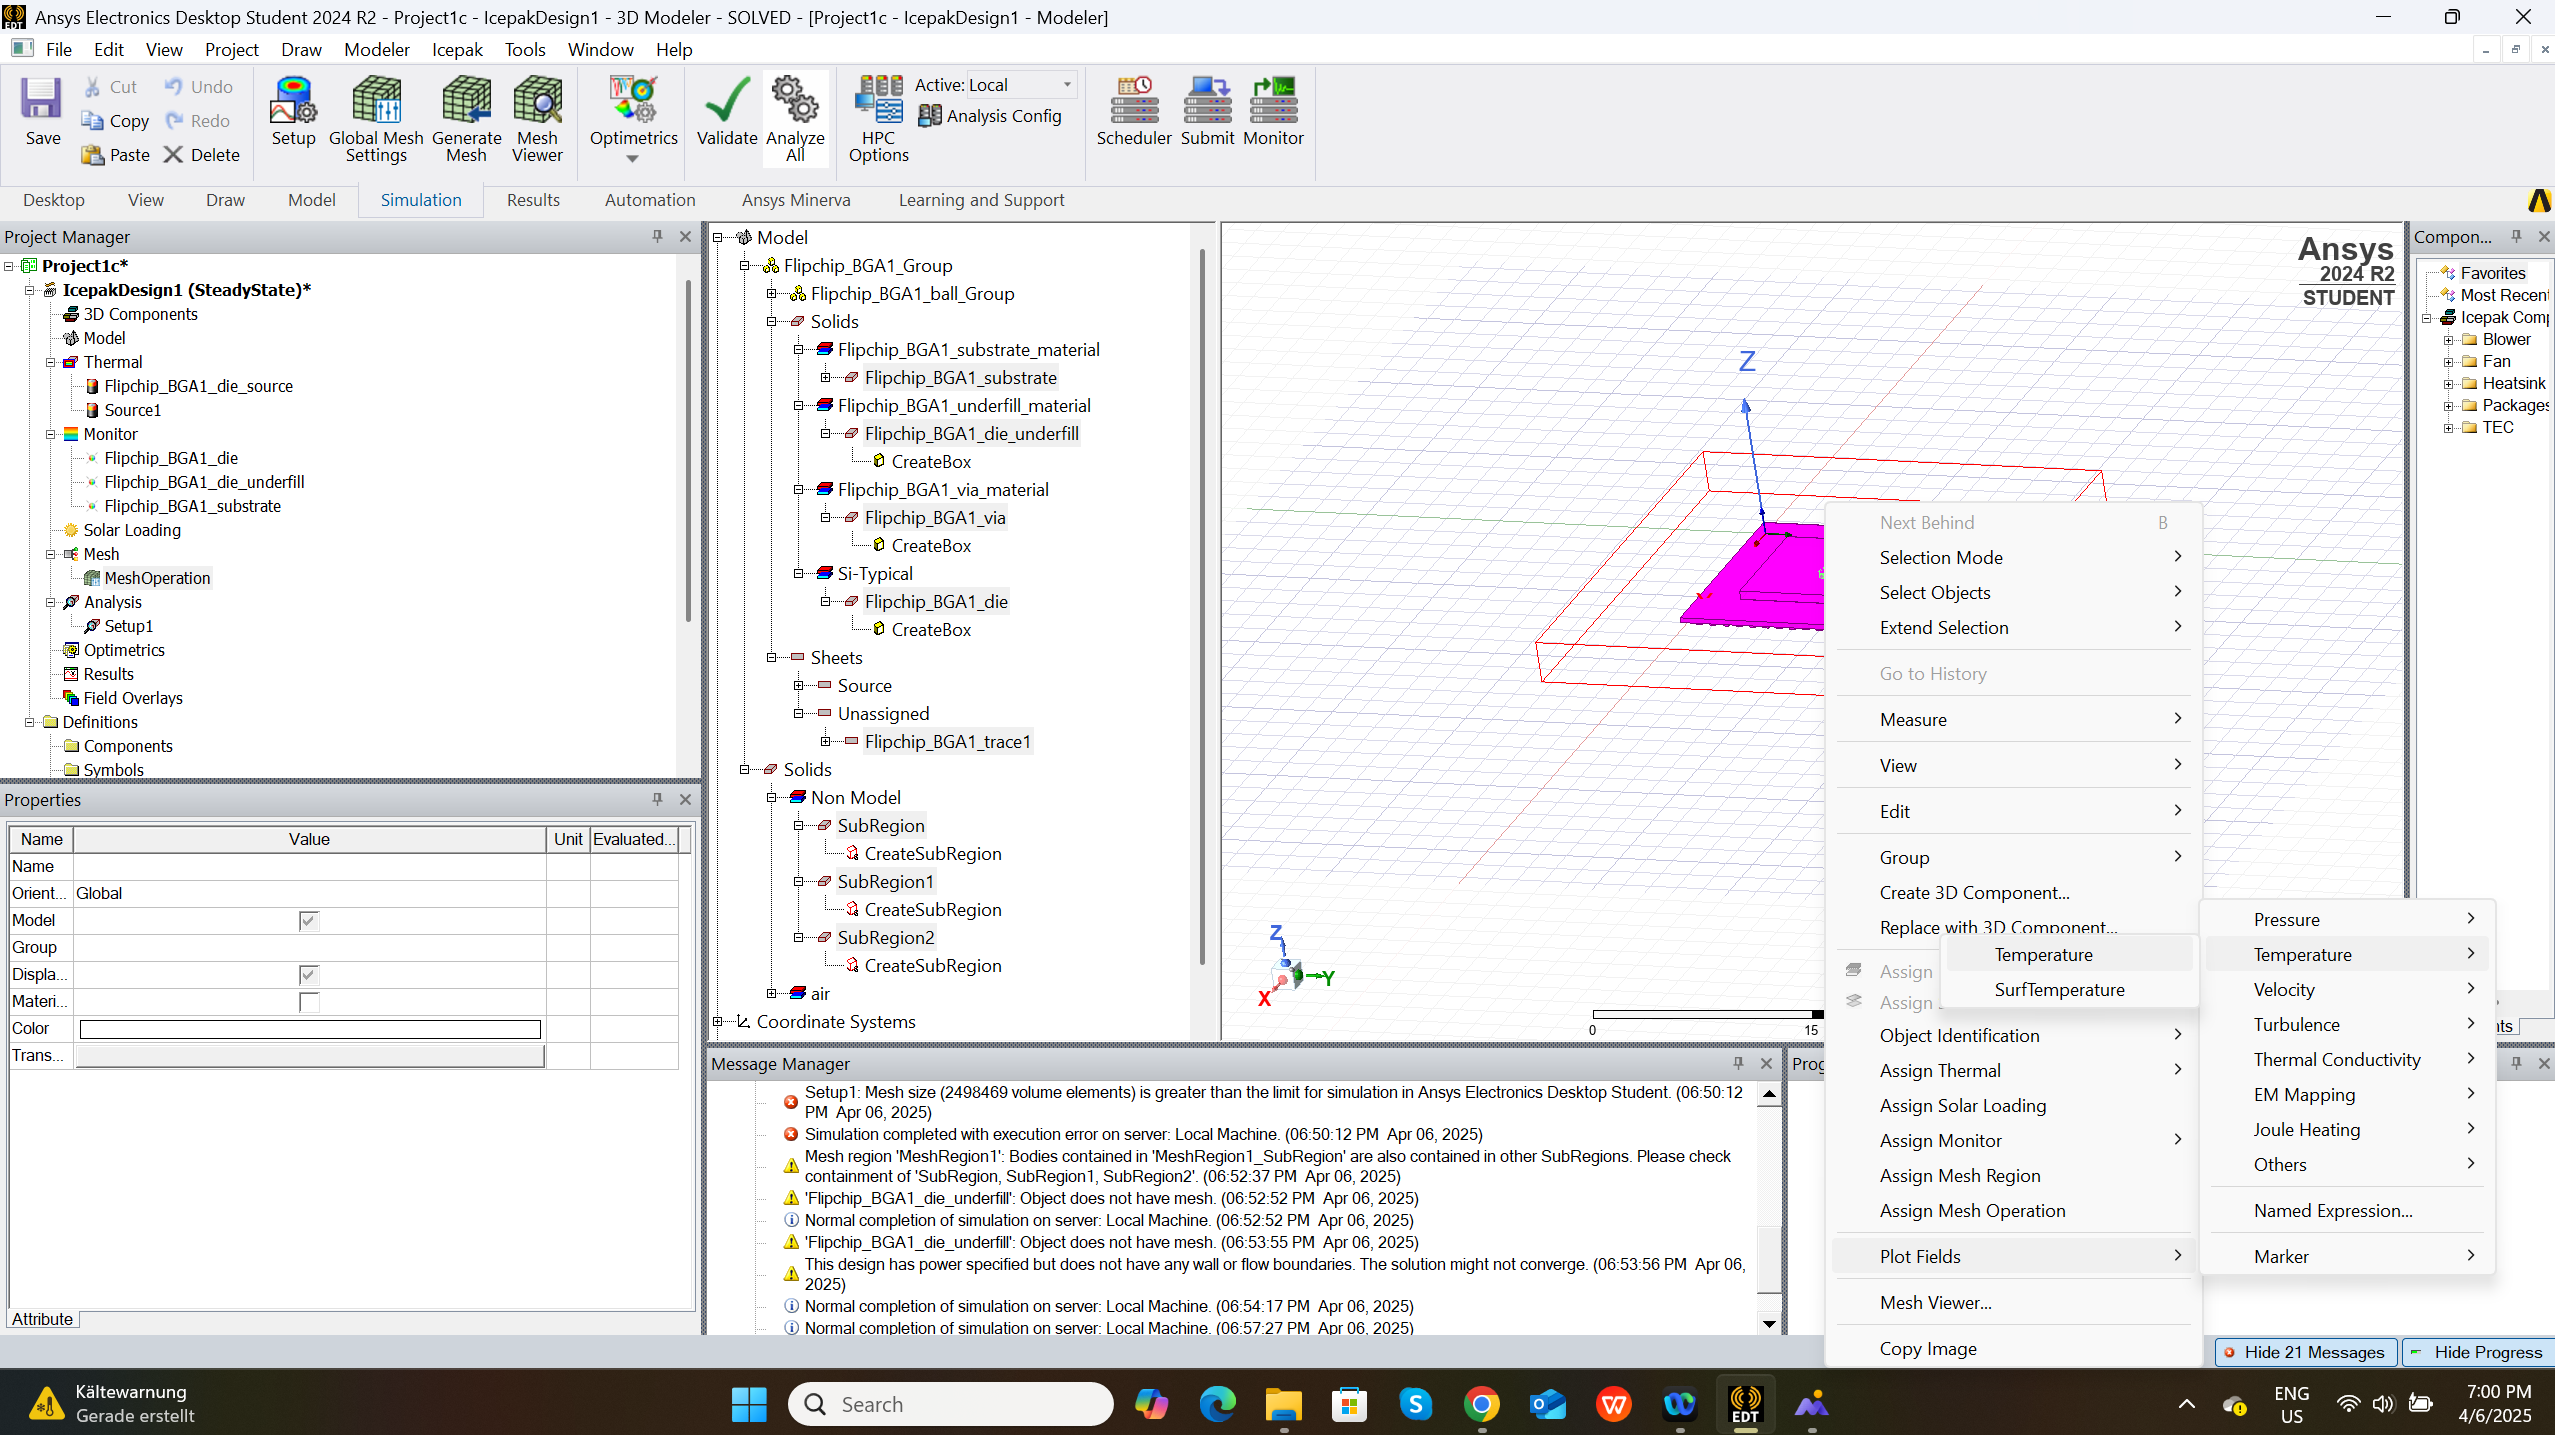 Ansys Electronics Desktop Student 2024 R2 - Project1c - IcepakDesign1 - 3D Modeler - SOLVED - [Project1c - IcepakDesign1 - Modeler]
File Edit View Project Draw Modeler Icepak Tools Window Help
Save
Cut
Copy
Paste
Undo
Redo
Delete
Setup
Global Mesh Settings
Generate Mesh
Mesh Viewer
Optimetrics
Validate
Analyze All
HPC Options
Active: Local
Analysis Config
Scheduler
Submit
Monitor
Desktop View Draw Model Simulation Results Automation Ansys Minerva Learning and Support
Project Manager
Project1c*
IcepakDesign1 (SteadyState)*
3D Components
Model
Thermal
Flipchip_BGA1_die_source
Source1
Monitor
Flipchip_BGA1_die
Flipchip_BGA1_die_underfill
Flipchip_BGA1_substrate
Solar Loading
Mesh
MeshOperation
Analysis
Setup1
Optimetrics
Results
Field Overlays
Definitions
Components
Symbols
Properties
Name Value Unit Evaluated...
Name
Orient... Global
Model
Group
Displa...
Materi...
Color
Trans...
Attribute
Model
Flipchip_BGA1_Group
Flipchip_BGA1_ball_Group
Solids
Flipchip_BGA1_substrate_material
Flipchip_BGA1_substrate
Flipchip_BGA1_underfill_material
Flipchip_BGA1_die_underfill
CreateBox
Flipchip_BGA1_via_material
Flipchip_BGA1_via
CreateBox
Si-Typical
Flipchip_BGA1_die
CreateBox
Sheets
Source
Unassigned
Flipchip_BGA1_trace1
Solids
Non Model
SubRegion
CreateSubRegion
SubRegion1
CreateSubRegion
SubRegion2
CreateSubRegion
air
Coordinate Systems
Ansys
2024 R2
STUDENT
Z
Z
Y
X
0 15
Next Behind B
Selection Mode
Select Objects
Extend Selection
Go to History
Measure
View
Edit
Group
Create 3D Component...
Replace with 3D Component...
Assign
Assign
Object Identification
Assign Thermal
Assign Solar Loading
Assign Monitor
Assign Mesh Region
Assign Mesh Operation
Plot Fields
Mesh Viewer...
Copy Image
Temperature
SurfTemperature
Pressure
Temperature
Velocity
Turbulence
Thermal Conductivity
EM Mapping
Joule Heating
Others
Named Expression...
Marker
Compon...
Favorites
Most Recent
Icepak Comp
Blower
Fan
Heatsink
Packages
TEC
nts
Message Manager
Setup1: Mesh size (2498469 volume elements) is greater than the limit for simulation in Ansys Electronics Desktop Student. (06:50:12
PM Apr 06, 2025)
Simulation completed with execution error on server: Local Machine. (06:50:12 PM Apr 06, 2025)
Mesh region 'MeshRegion1': Bodies contained in 'MeshRegion1_SubRegion' are also contained in other SubRegions. Please check
containment of 'SubRegion, SubRegion1, SubRegion2'. (06:52:37 PM Apr 06, 2025)
'Flipchip_BGA1_die_underfill': Object does not have mesh. (06:52:52 PM Apr 06, 2025)
Normal completion of simulation on server: Local Machine. (06:52:52 PM Apr 06, 2025)
'Flipchip_BGA1_die_underfill': Object does not have mesh. (06:53:55 PM Apr 06, 2025)
This design has power specified but does not have any wall or flow boundaries. The solution might not converge. (06:53:56 PM Apr 06,
2025)
Normal completion of simulation on server: Local Machine. (06:54:17 PM Apr 06, 2025)
Normal completion of simulation on server: Local Machine. (06:57:27 PM Apr 06, 2025)
Prog
Hide 21 Messages
Hide Progress
Kältewarnung
Gerade erstellt
Search
EDT
ENG
US
7:00 PM
4/6/2025